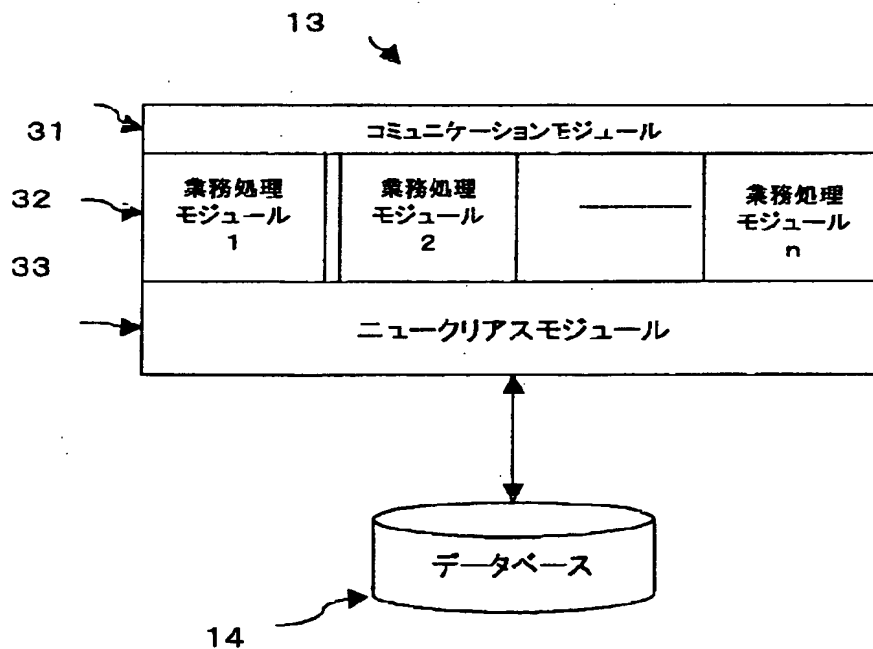 13
31
コミュニケーションモジュール
32
業務処理
モジュール
1
業務処理
モジュール
2
業務処理
モジュール
n
33
ニュークリアスモジュール
データベース
14